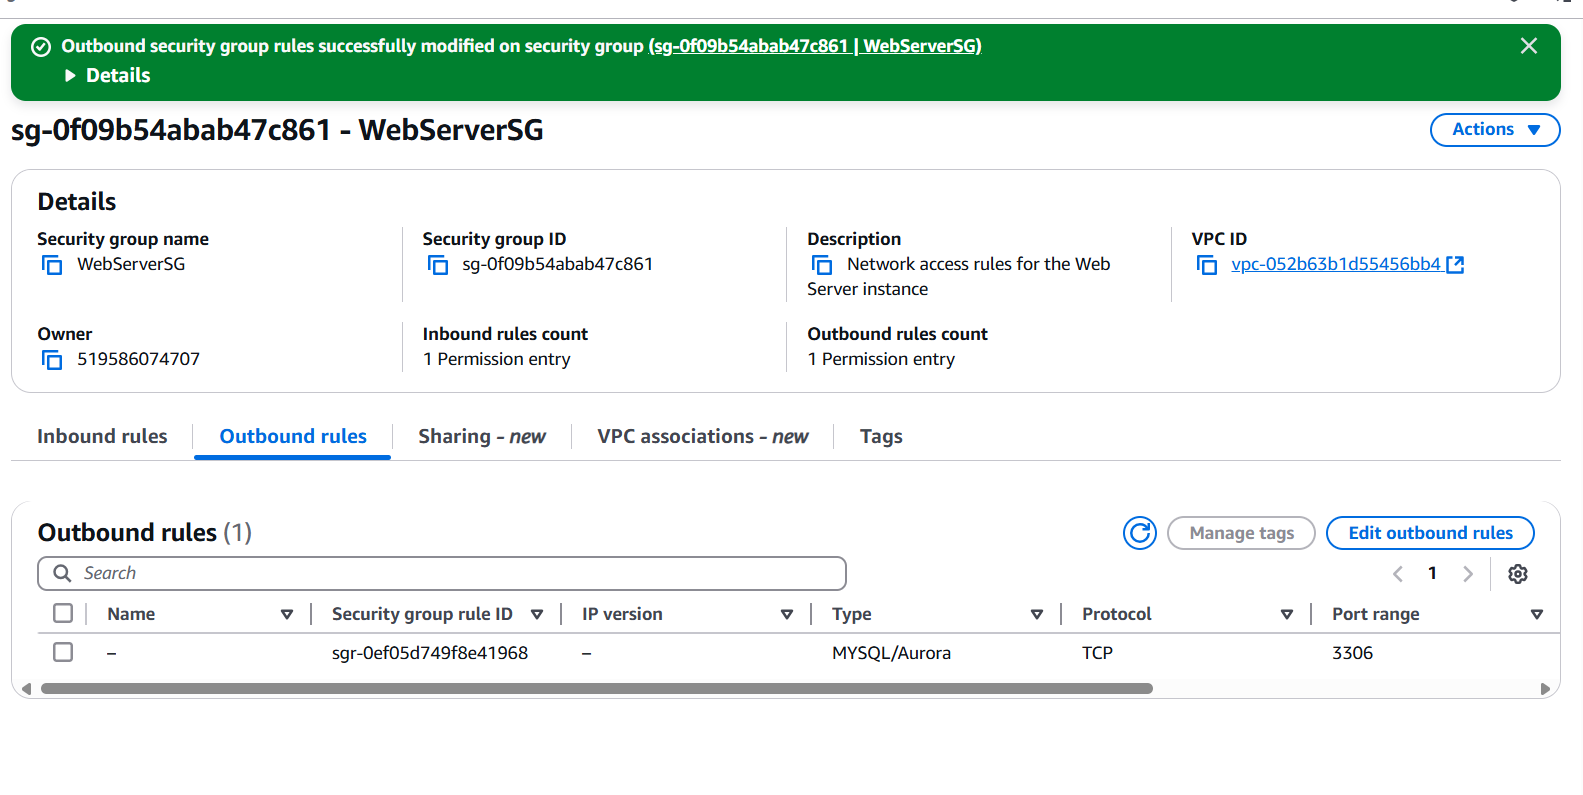 Outbound security group rules successfully modified on security group (sg-0f09b54abab47c861 | WebServerSG)
Details
sg-0f09b54abab47c861 - WebServerSG
Actions
Details
Security group name
WebServerSG
Security group ID
sg-0f09b54abab47c861
Description
Network access rules for the Web
Server instance
VPC ID
vpc-052b63b1d55456bb4
Owner
519586074707
Inbound rules count
1 Permission entry
Outbound rules count
1 Permission entry
Inbound rules
Outbound rules
Sharing - new
VPC associations - new
Tags
Outbound rules (1)
Manage tags
Edit outbound rules
Search
1
Name
Security group rule ID
IP version
Type
Protocol
Port range
–
sgr-0ef05d749f8e41968
–
MYSQL/Aurora
TCP
3306